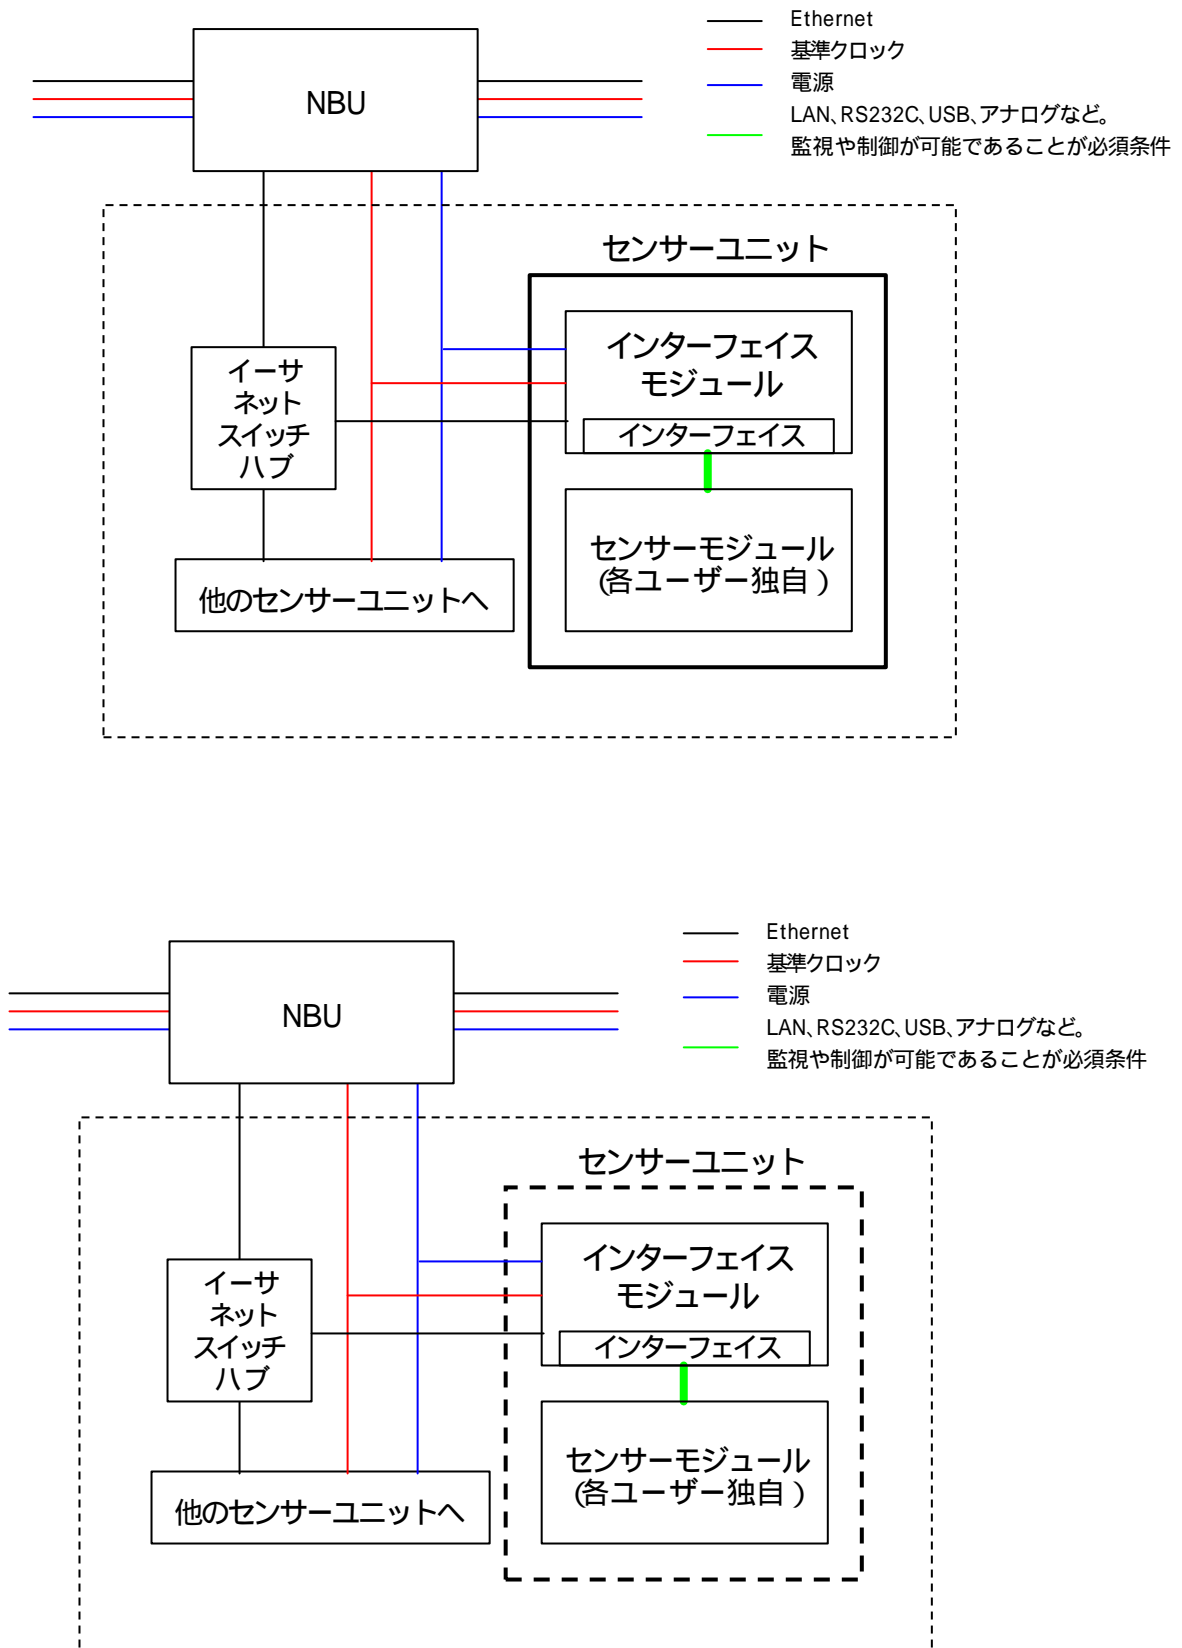 Ethernet
基準クロック
電源
LAN、RS232C、USB、アナログなど。
監視や制御が可能であることが必須条件
NBU
センサーユニット
インターフェイス
モジュール
インターフェイス
イーサ
ネット
スイッチ
ハブ
センサーモジュール
(各ユーザー独自)
他のセンサーユニットへ
Ethernet
基準クロック
電源
LAN、RS232C、USB、アナログなど。
監視や制御が可能であることが必須条件
NBU
センサーユニット
インターフェイス
モジュール
インターフェイス
イーサ
ネット
スイッチ
ハブ
センサーモジュール
(各ユーザー独自)
他のセンサーユニットへ